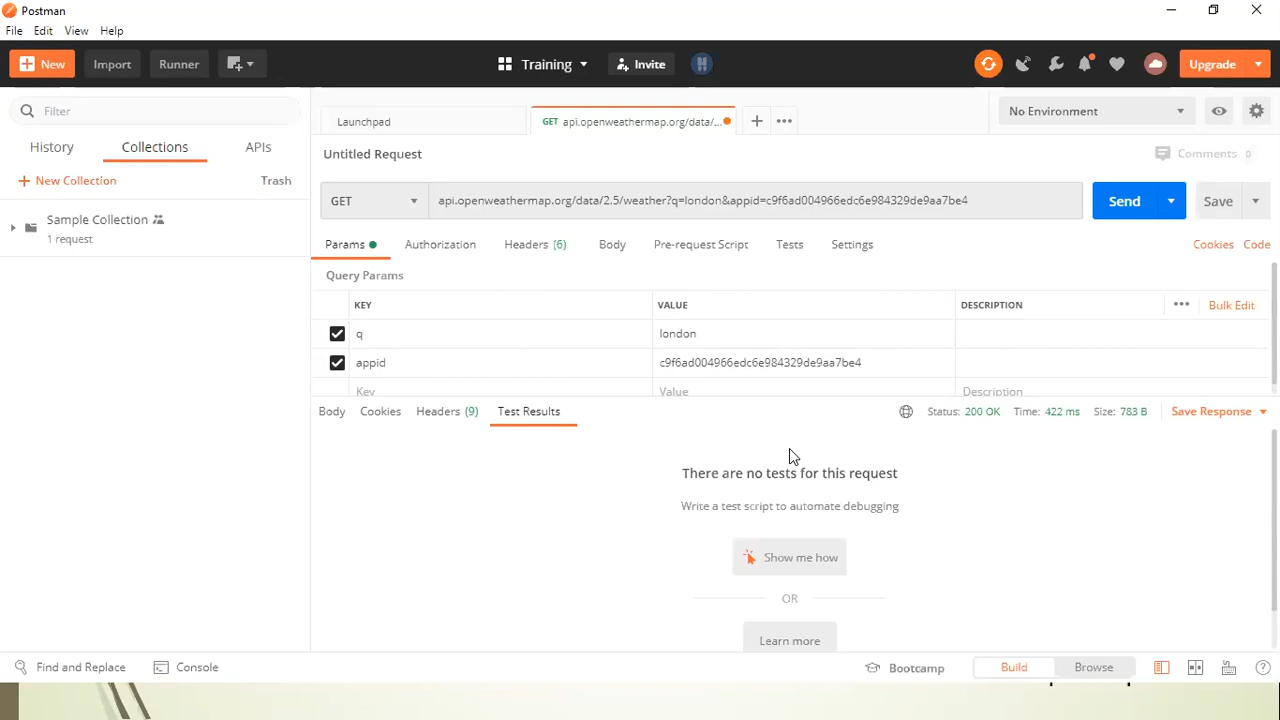 Postman
File Edit View Help
New Import Runner Training Invite Upgrade
Filter
Launchpad GET api.openweathermap.org/data/... No Environment
History Collections APIs
Untitled Request Comments 0
New Collection Trash
GET api.openweathermap.org/data/2.5/weather?q=london&appid=c9f6ad004966edc6e984329de9aa7be4 Send Save
Sample Collection
1 request
Params Authorization Headers (6) Body Pre-request Script Tests Settings Cookies Code
Query Params
KEY VALUE DESCRIPTION Bulk Edit
q london
appid c9f6ad004966edc6e984329de9aa7be4
Key Value Description
Body Cookies Headers (9) Test Results Status: 200 OK Time: 422 ms Size: 783 B Save Response
There are no tests for this request
Write a test script to automate debugging
Show me how
OR
Learn more
Find and Replace Console Bootcamp Build Browse